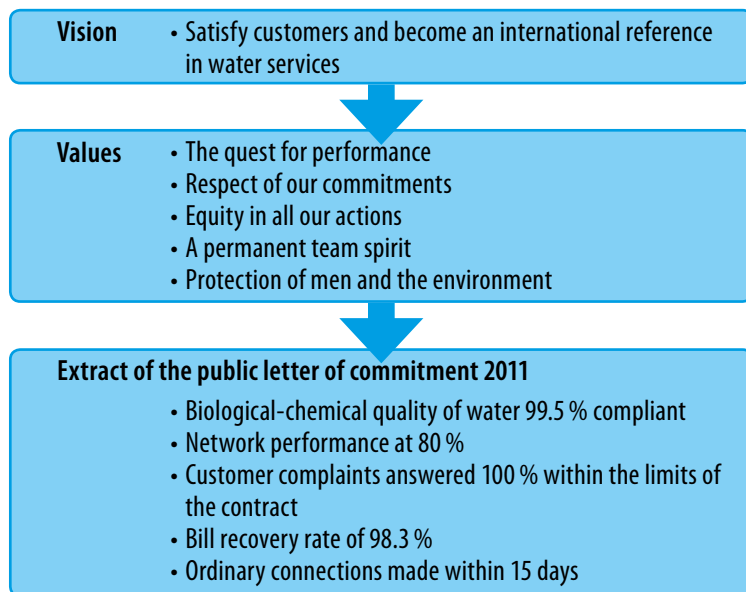 Vision • Satisfy customers and become an international reference
in water services
Values • The quest for performance
• Respect of our commitments
• Equity in all our actions
• A permanent team spirit
• Protection of men and the environment
Extract of the public letter of commitment 2011
• Biological-chemical quality of water 99.5 % compliant
• Network performance at 80 %
• Customer complaints answered 100 % within the limits of
the contract
• Bill recovery rate of 98.3 %
• Ordinary connections made within 15 days